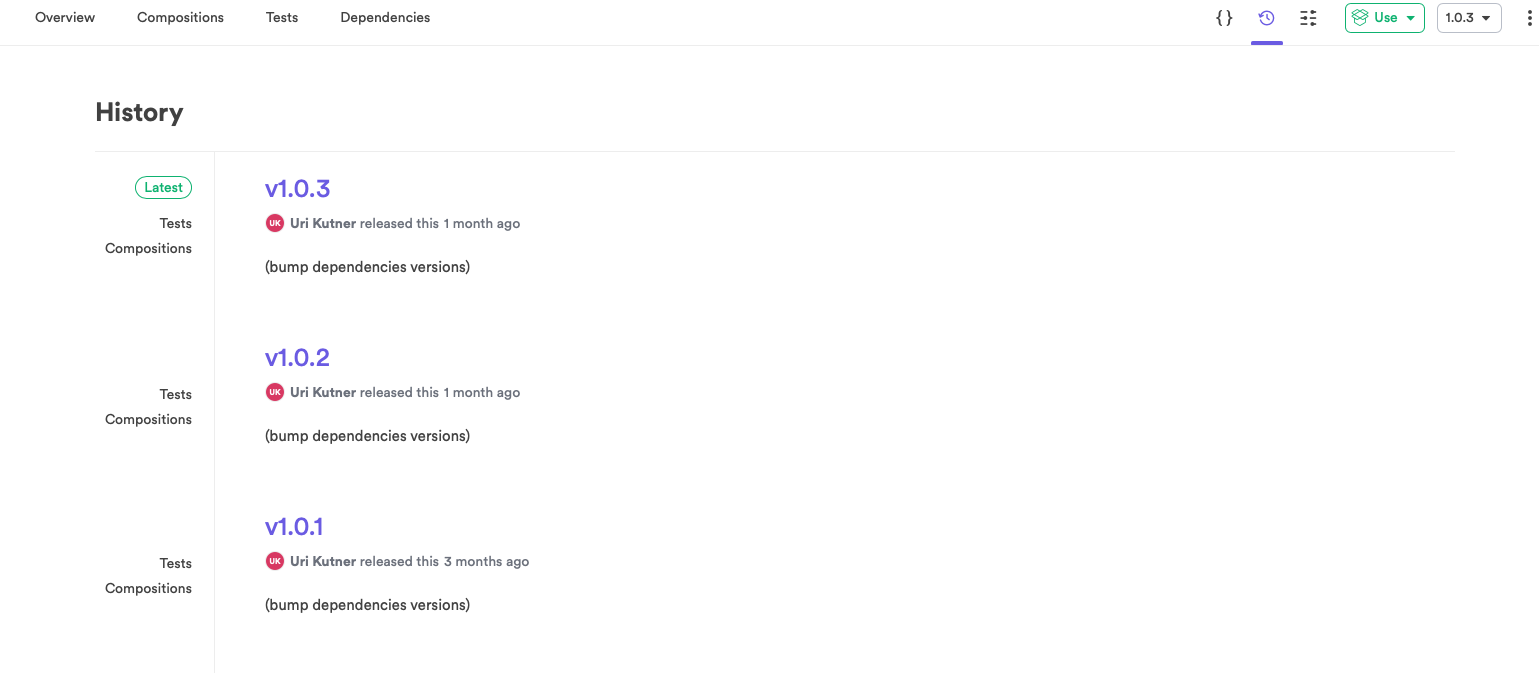 Overview Compositions Tests Dependencies {} Use 1.0.3
History
Latest
v1.0.3
Tests
UK Uri Kutner released this 1 month ago
Compositions
(bump dependencies versions)
v1.0.2
Tests
UK Uri Kutner released this 1 month ago
Compositions
(bump dependencies versions)
v1.0.1
Tests
UK Uri Kutner released this 3 months ago
Compositions
(bump dependencies versions)